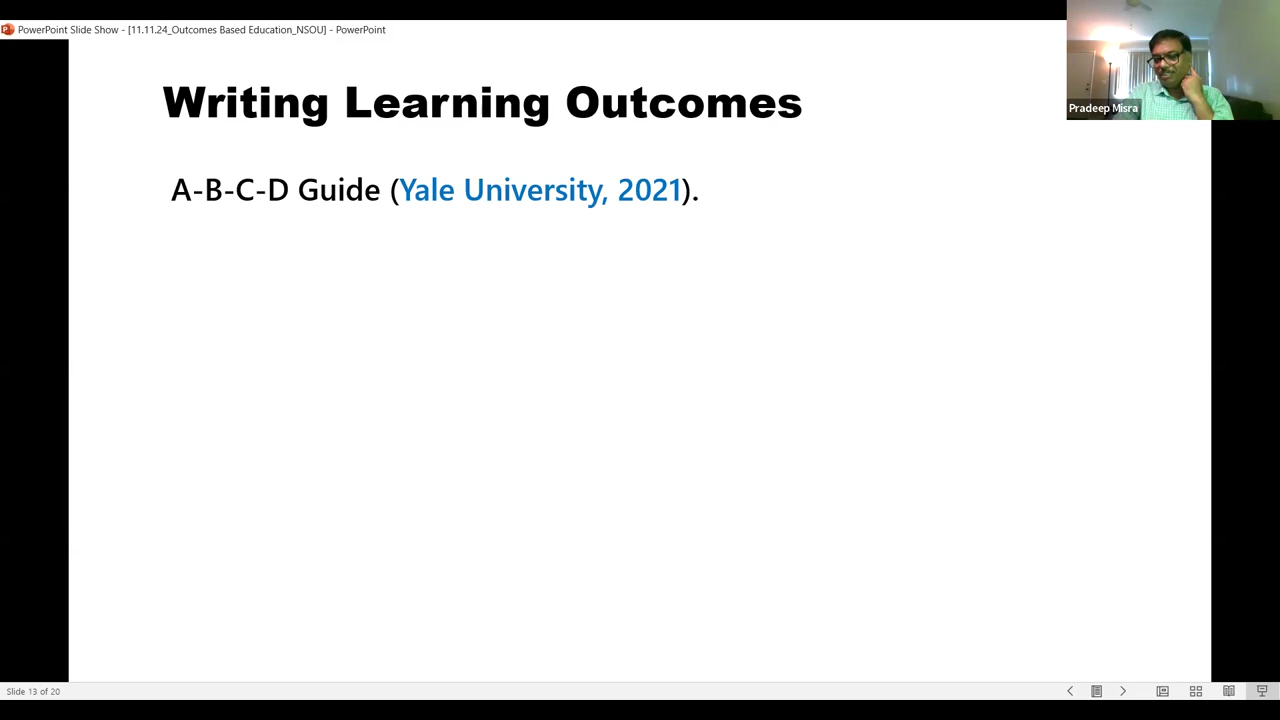 PowerPoint Slide Show - [11.11.24_Outcomes Based Education_NSOU] - PowerPoint
Pradeep Misra
Writing Learning Outcomes
A-B-C-D Guide (Yale University, 2021).
Slide 13 of 20